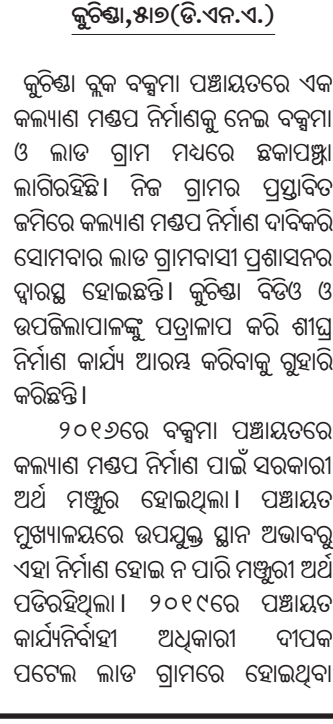 କୁଚିଣ୍ଡା,୫।୭(ଡି.ଏନ.ଏ.)
କୁଚିଣ୍ଡା ବ୍ଲକ ବକ୍ମା ପଞ୍ଚାୟତରେ ଏକ
କଲ୍ୟାଣ ମଣ୍ଡପ ନିର୍ମାଣକୁ ନେଇ ବକ୍ମା
ଓ ଲାଡ ଗ୍ରାମ ମଧ୍ୟରେ ଛକାପଞ୍ଝା
ଲାଗିରହିଛି। ନିଜ ଗ୍ରାମର ପ୍ରସ୍ତାବିତ
ଜମିରେ କଲ୍ୟାଣ ମଣ୍ଡପ ନିର୍ମାଣ ଦାବିକରି
ସୋମବାର ଲାଡ ଗ୍ରାମବାସୀ ପ୍ରଶାସନର
ଦ୍ୱାରସ୍ଥ ହୋଇଛନ୍ତି। କୁଚିଣ୍ଡା ବିଡିଓ ଓ
ଉପଜିଲାପାଳଙ୍କୁ ପତ୍ରାଳାପ କରି ଶୀଘ୍ର
ନିର୍ମାଣ କାର୍ଯ୍ୟ ଆରମ୍ଭ କରିବାକୁ ଗୁହାରି
କରିଛନ୍ତି।
୨୦୧୬ରେ ବକ୍ମା ପଞ୍ଚାୟତରେ
କଲ୍ୟାଣ ମଣ୍ଡପ ନିର୍ମାଣ ପାଇଁ ସରକାରୀ
ଅର୍ଥ ମଞ୍ଜୁର ହୋଇଥିଲା। ପଞ୍ଚାୟତ
ମୁଖ୍ୟାଳୟରେ ଉପଯୁକ୍ତ ସ୍ଥାନ ଅଭାବରୁ
ଏହା ନିର୍ମାଣ ହୋଇ ନ ପାରି ମଞ୍ଜୁରୀ ଅର୍ଥ
ପଡିରହିଥିଲା। ୨୦୧୯ରେ ପଞ୍ଚାୟତ
କାର୍ଯ୍ୟନିର୍ବାହୀ ଅଧିକାରୀ ଦୀପକ
ପଟେଲ ଲାଡ ଗ୍ରାମରେ ହୋଇଥିବା